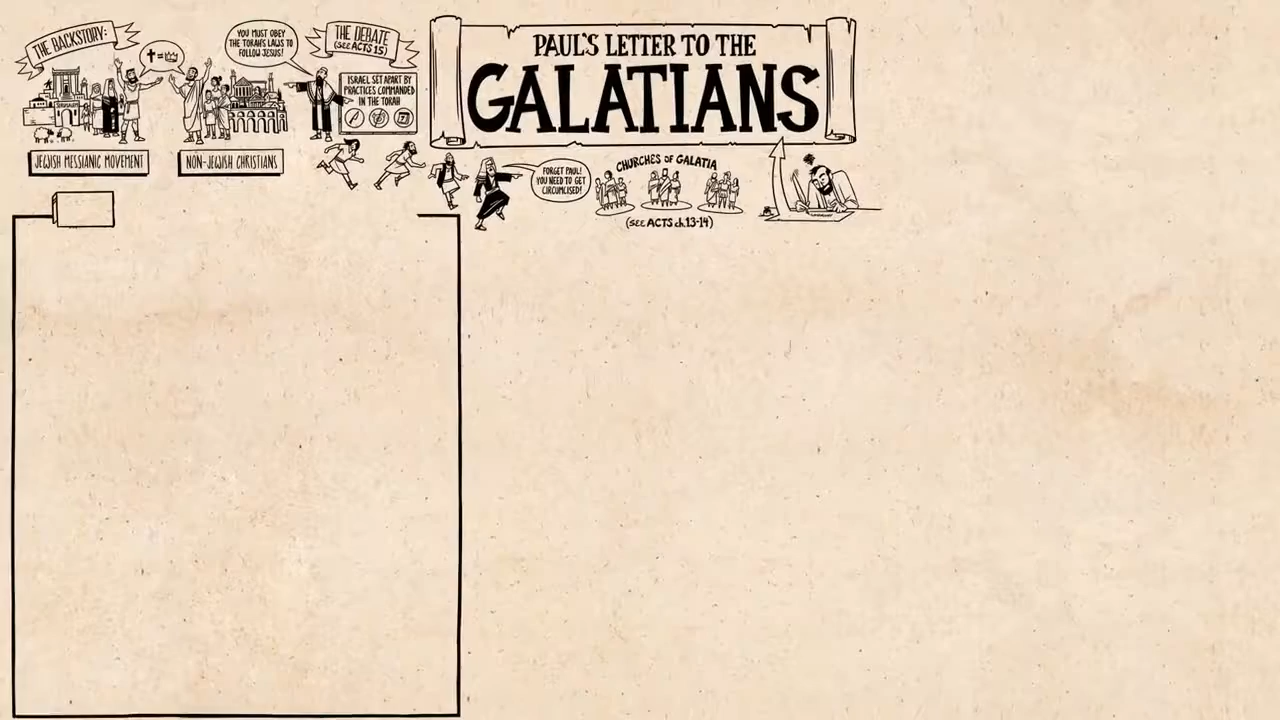 THE BACKSTORY:
YOU MUST OBEY
THE TORAH'S LAWS TO
FOLLOW JESUS!
THE DEBATE
(SEE ACTS 15)
ISRAEL SET APART BY
PRACTICES COMMANDED
IN THE TORAH
JERUSALEM
JEWISH MESSIANIC MOVEMENT
NON-JEWISH CHRISTIANS
PAUL'S LETTER TO THE
GALATIANS
FORGET PAUL!
YOU NEED TO GET
CIRCUMCISED!
CHURCHES OF GALATIA
(SEE ACTS ch.13-14)